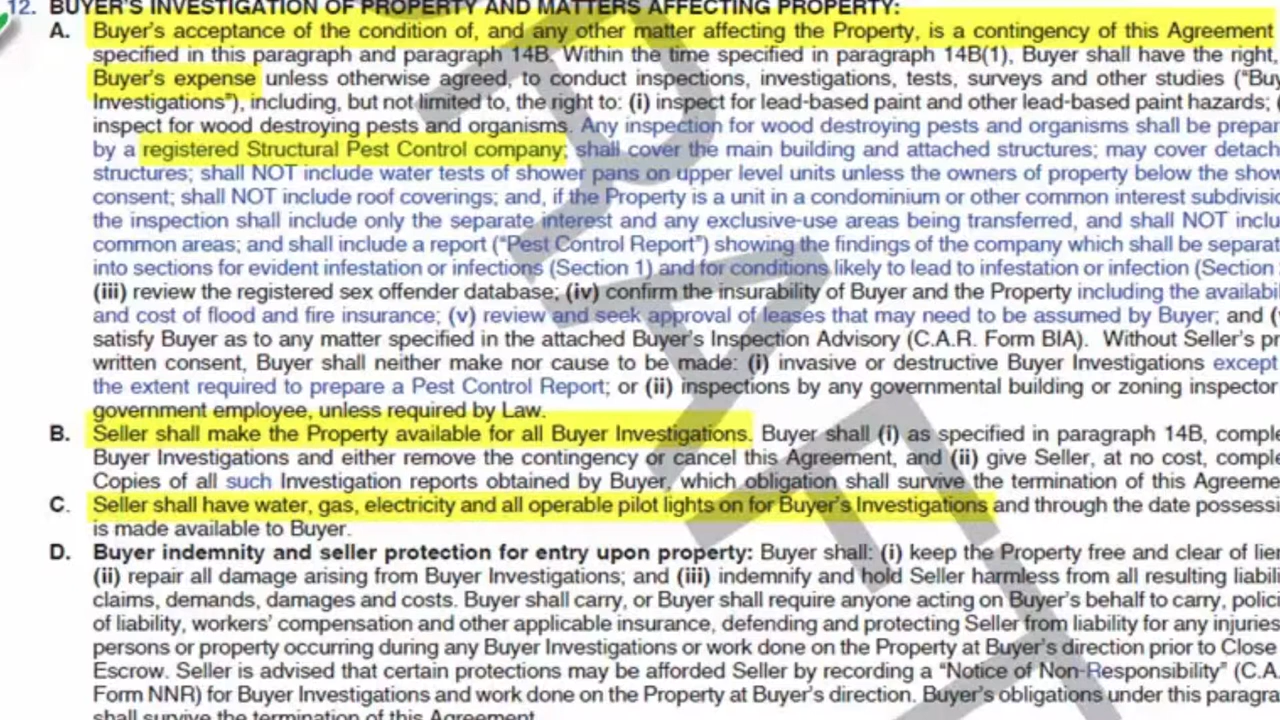 12. BUYER'S INVESTIGATION OF PROPERTY AND MATTERS AFFECTING PROPERTY:
A. Buyer's acceptance of the condition of, and any other matter affecting the Property, is a contingency of this Agreement
specified in this paragraph and paragraph 14B. Within the time specified in paragraph 14B(1), Buyer shall have the right,
Buyer's expense unless otherwise agreed, to conduct inspections, investigations, tests, surveys and other studies ("Buy
Investigations"), including, but not limited to, the right to: (i) inspect for lead-based paint and other lead-based paint hazards;
inspect for wood destroying pests and organisms. Any inspection for wood destroying pests and organisms shall be prepar
by a registered Structural Pest Control company; shall cover the main building and attached structures; may cover detach
structures; shall NOT include water tests of shower pans on upper level units unless the owners of property below the show
consent; shall NOT include roof coverings; and, if the Property is a unit in a condominium or other common interest subdivisio
the inspection shall include only the separate interest and any exclusive-use areas being transferred, and shall NOT inclu
common areas; and shall include a report ("Pest Control Report") showing the findings of the company which shall be separat
into sections for evident infestation or infections (Section 1) and for conditions likely to lead to infestation or infection (Section
(iii) review the registered sex offender database; (iv) confirm the insurability of Buyer and the Property including the availabil
and cost of flood and fire insurance; (v) review and seek approval of leases that may need to be assumed by Buyer; and (v
satisfy Buyer as to any matter specified in the attached Buyer's Inspection Advisory (C.A.R. Form BIA). Without Seller's pr
written consent, Buyer shall neither make nor cause to be made: (i) invasive or destructive Buyer Investigations except
the extent required to prepare a Pest Control Report; or (ii) inspections by any governmental building or zoning inspector
government employee, unless required by Law.
B. Seller shall make the Property available for all Buyer Investigations. Buyer shall (i) as specified in paragraph 14B, comple
Buyer Investigations and either remove the contingency or cancel this Agreement, and (ii) give Seller, at no cost, comple
Copies of all such Investigation reports obtained by Buyer, which obligation shall survive the termination of this Agreeme
C. Seller shall have water, gas, electricity and all operable pilot lights on for Buyer's Investigations and through the date possessi
is made available to Buyer.
D. Buyer indemnity and seller protection for entry upon property: Buyer shall: (i) keep the Property free and clear of lien
(ii) repair all damage arising from Buyer Investigations; and (iii) indemnify and hold Seller harmless from all resulting liabili
claims, demands, damages and costs. Buyer shall carry, or Buyer shall require anyone acting on Buyer's behalf to carry, polici
of liability, workers' compensation and other applicable insurance, defending and protecting Seller from liability for any injuries
persons or property occurring during any Buyer Investigations or work done on the Property at Buyer's direction prior to Close
Escrow. Seller is advised that certain protections may be afforded Seller by recording a "Notice of Non-Responsibility" (C.A.
Form NNR) for Buyer Investigations and work done on the Property at Buyer's direction. Buyer's obligations under this paragra
shall survive the termination of this Agreement.